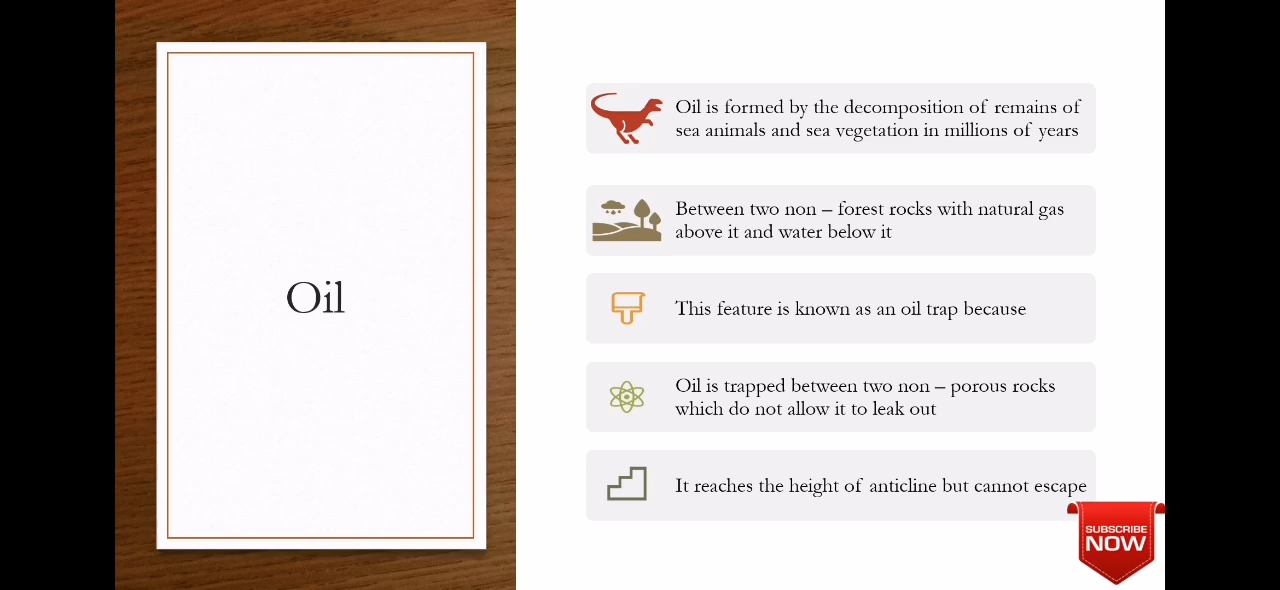 Oil
Oil is formed by the decomposition of remains of
sea animals and sea vegetation in millions of years
Between two non – forest rocks with natural gas
above it and water below it
This feature is known as an oil trap because
Oil is trapped between two non – porous rocks
which do not allow it to leak out
It reaches the height of anticline but cannot escape
SUBSCRIBE
NOW